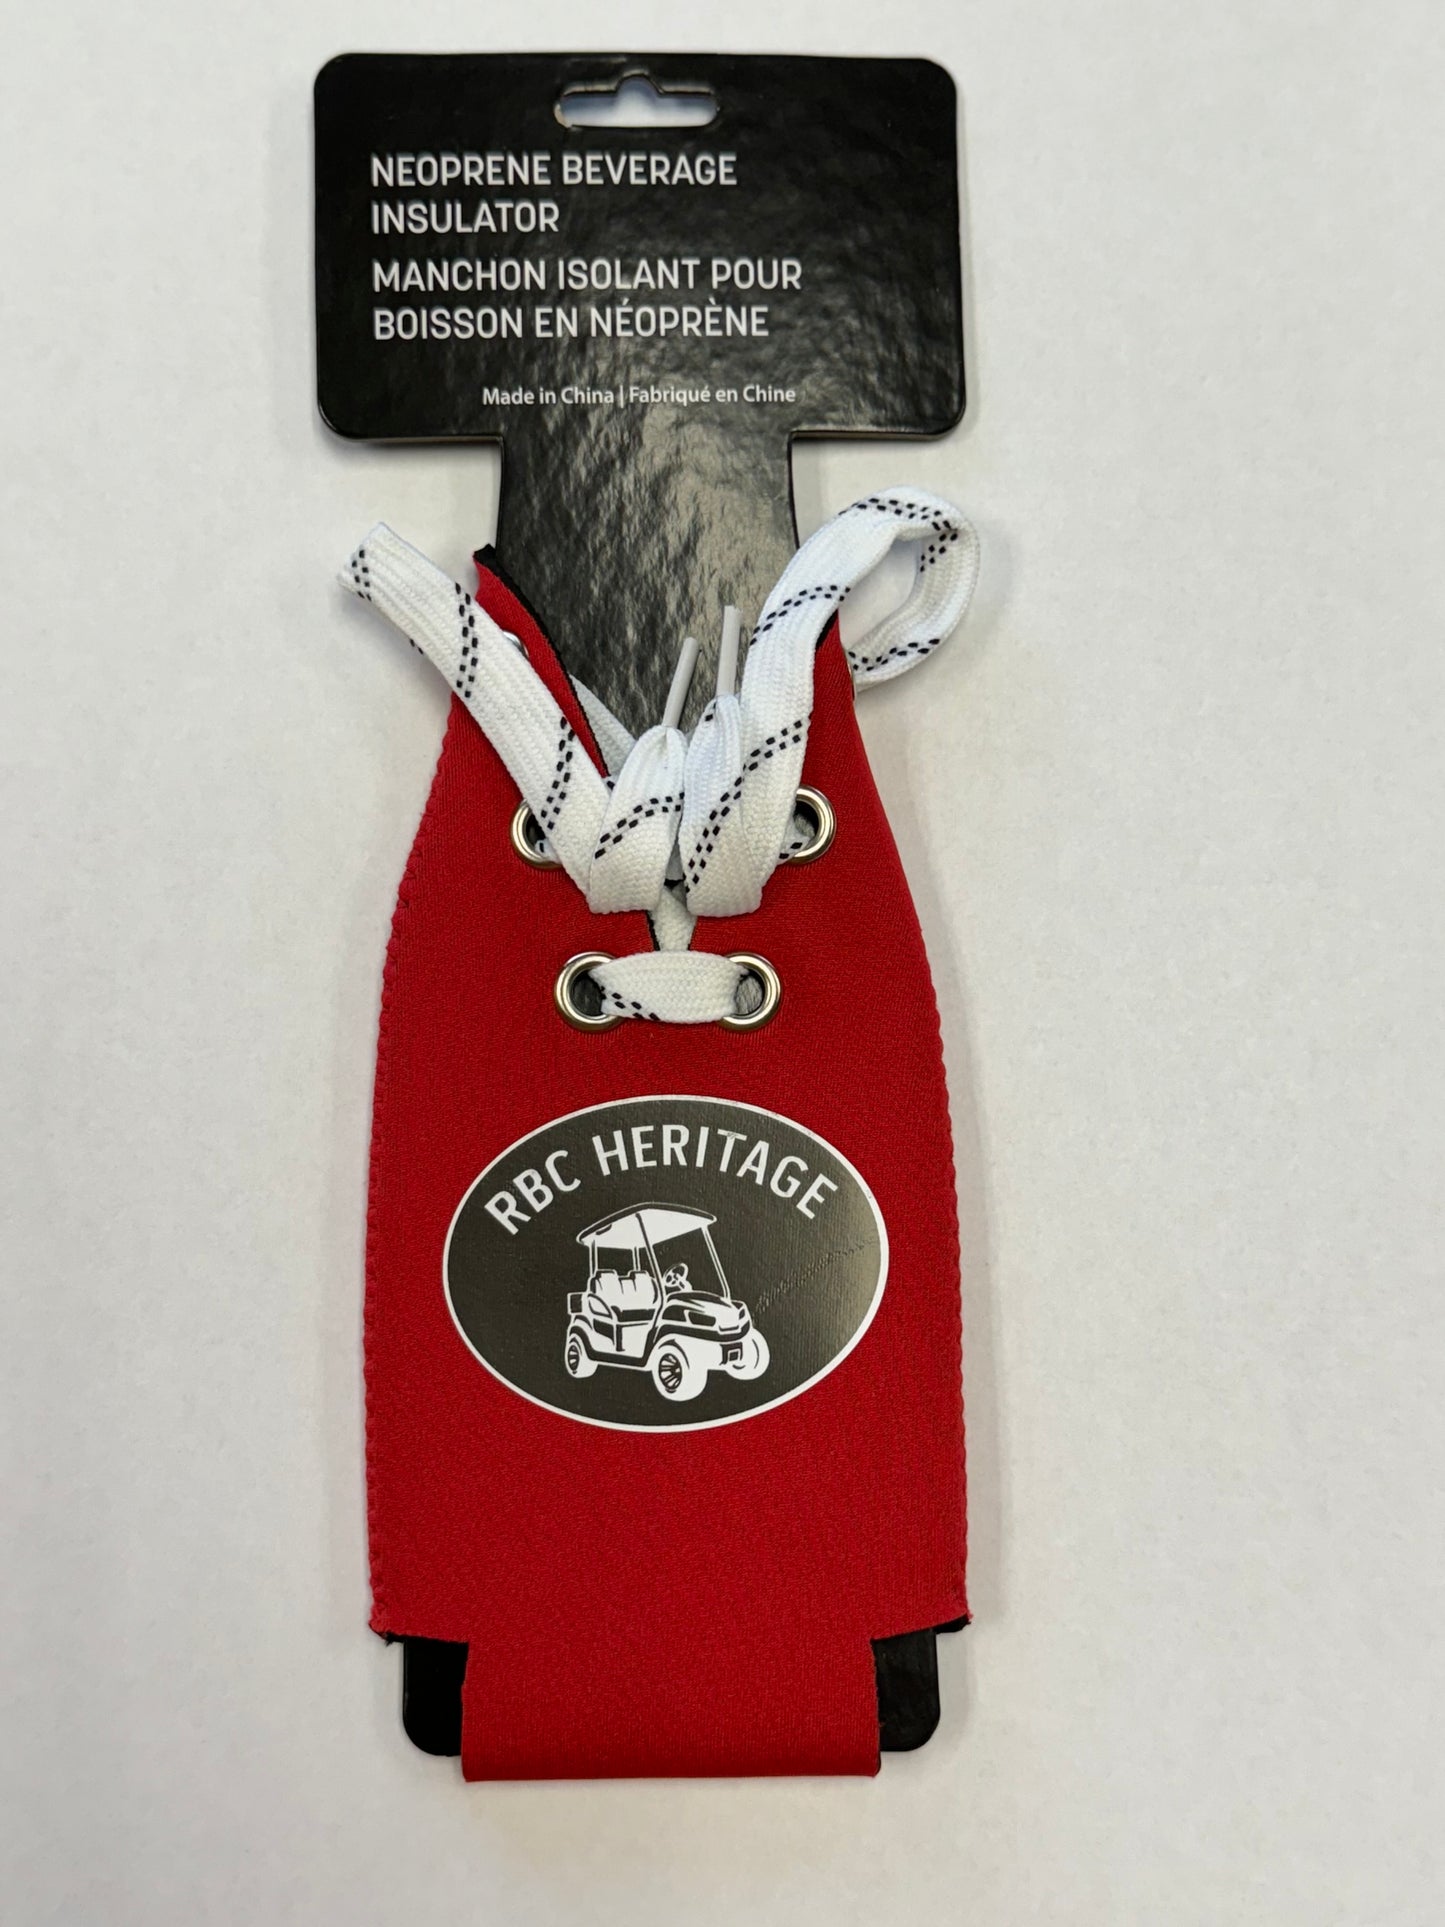 NEOPRENE BEVERAGE
INSULATOR
MANCHON ISOLANT POUR
BOISSON EN NÉOPRÈNE
Made in China | Fabriqué en Chine
RBC HERITAGE